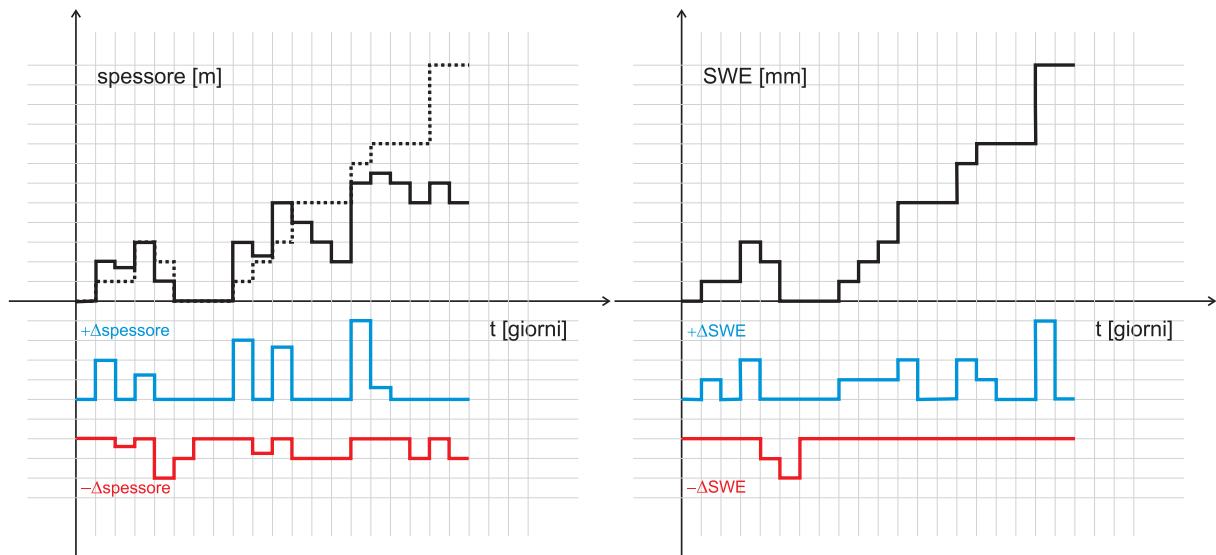 spessore [m]
t [giorni]
+Δspessore
−Δspessore
SWE [mm]
t [giorni]
+ΔSWE
−ΔSWE